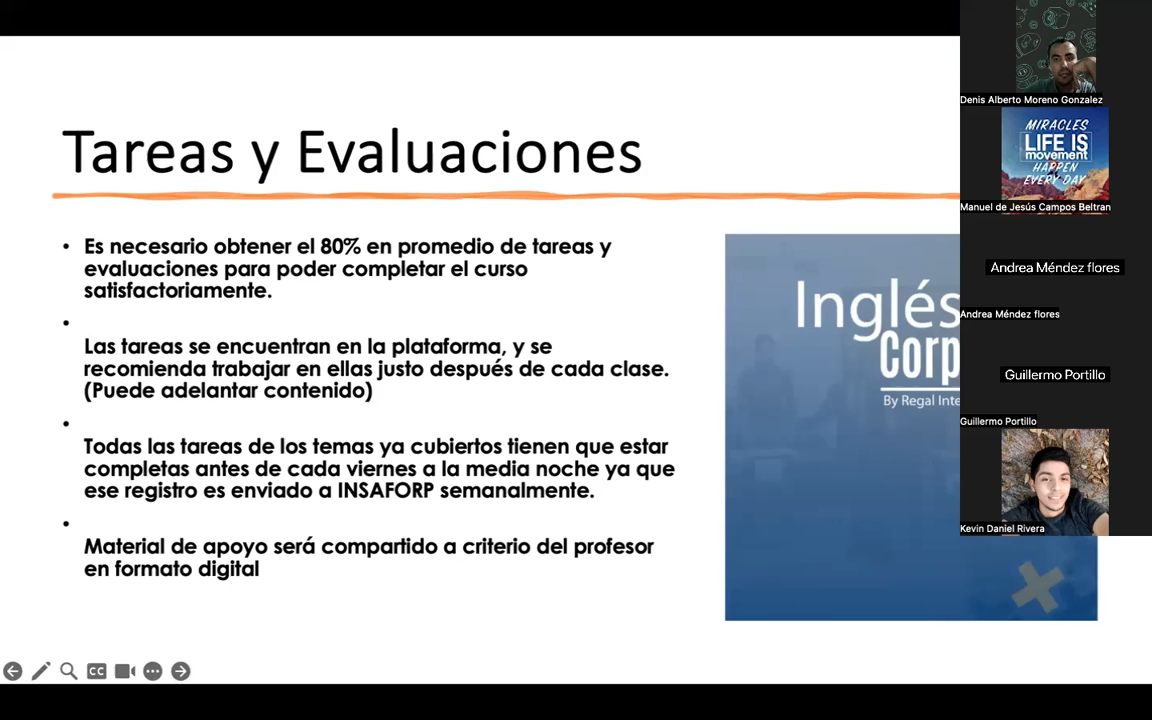 Tareas y Evaluaciones
• Es necesario obtener el 80% en promedio de tareas y
evaluaciones para poder completar el curso
satisfactoriamente.
•
Las tareas se encuentran en la plataforma, y se
recomienda trabajar en ellas justo después de cada clase.
(Puede adelantar contenido)
•
Todas las tareas de los temas ya cubiertos tienen que estar
completas antes de cada viernes a la media noche ya que
ese registro es enviado a INSAFORP semanalmente.
•
Material de apoyo será compartido a criterio del profesor
en formato digital
Inglés
Corp
By Regal Inte
CC
Denis Alberto Moreno Gonzalez
MIRACLES
LIFE IS
movement
HAPPEN
EVERY DAY
Manuel de Jesús Campos Beltran
Andrea Méndez flores
Andrea Méndez flores
Guillermo Portillo
Guillermo Portillo
Kevin Daniel Rivera